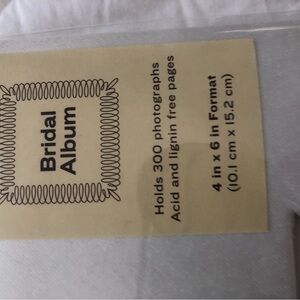 Bridal
Album
Holds 300 photographs
Acid and lignin free pages
4 in x 6 in Format
(10.1 cm x 15.2 cm)